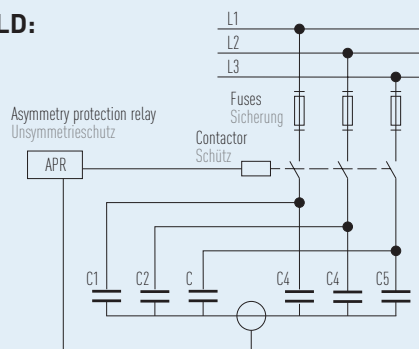 LD:
L1
L2
L3
Fuses
Sicherung
Asymmetry protection relay
Unsymmetrieschutz
Contactor
Schütz
APR
C1 C2 C C4 C4 C5